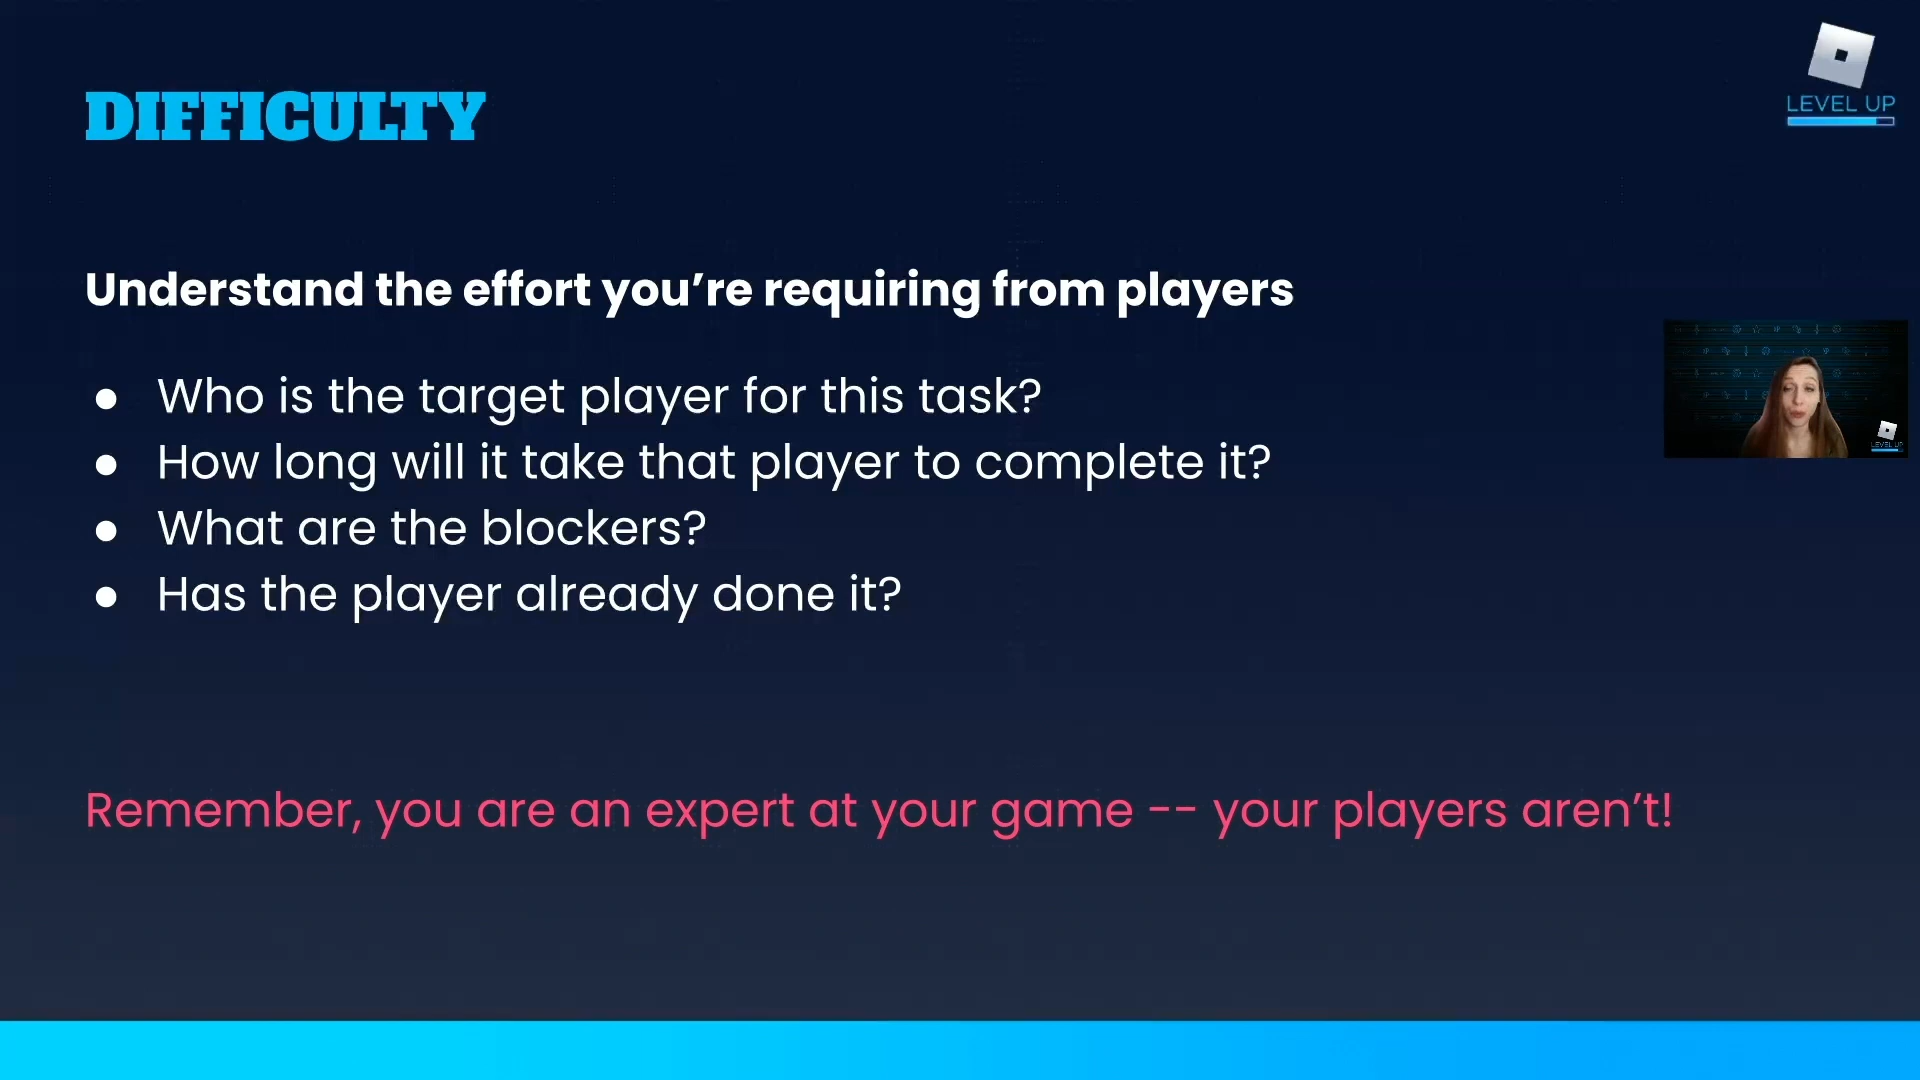 DIFFICULTY
LEVEL UP
Understand the effort you’re requiring from players
● Who is the target player for this task?
● How long will it take that player to complete it?
● What are the blockers?
● Has the player already done it?
LEVEL UP
Remember, you are an expert at your game -- your players aren’t!